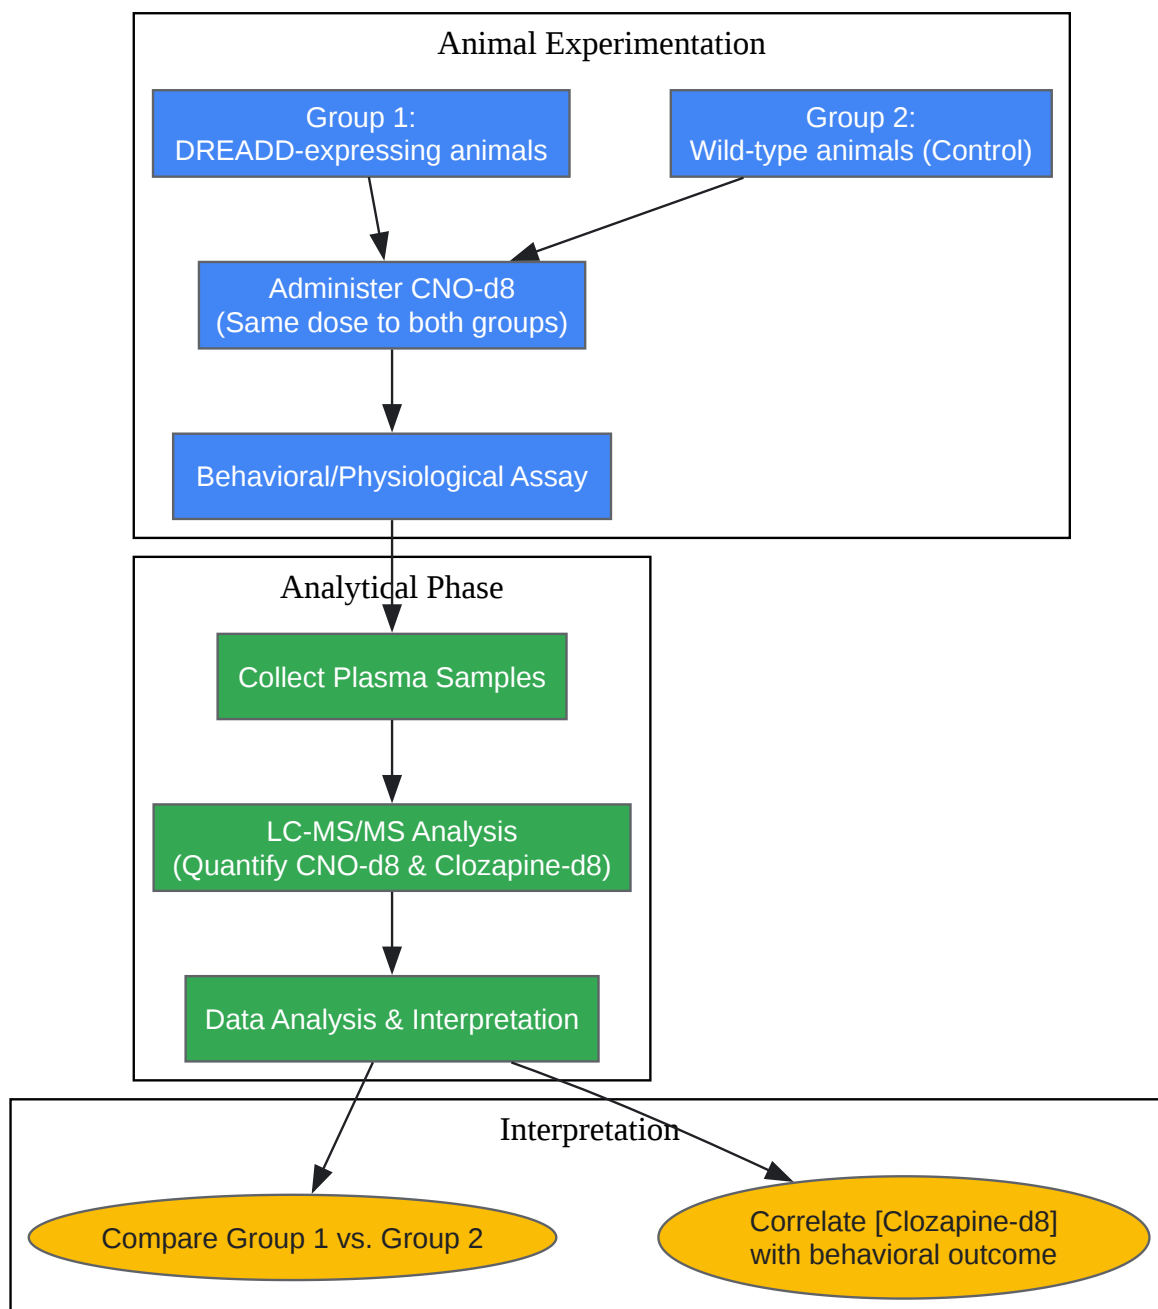 Animal Experimentation
Group 1:
DREADD-expressing animals
Group 2:
Wild-type animals (Control)
Administer CNO-d8
(Same dose to both groups)
Behavioral/Physiological Assay
Analytical Phase
Collect Plasma Samples
LC-MS/MS Analysis
(Quantify CNO-d8 & Clozapine-d8)
Data Analysis & Interpretation
Interpretation
Compare Group 1 vs. Group 2
Correlate [Clozapine-d8]
with behavioral outcome